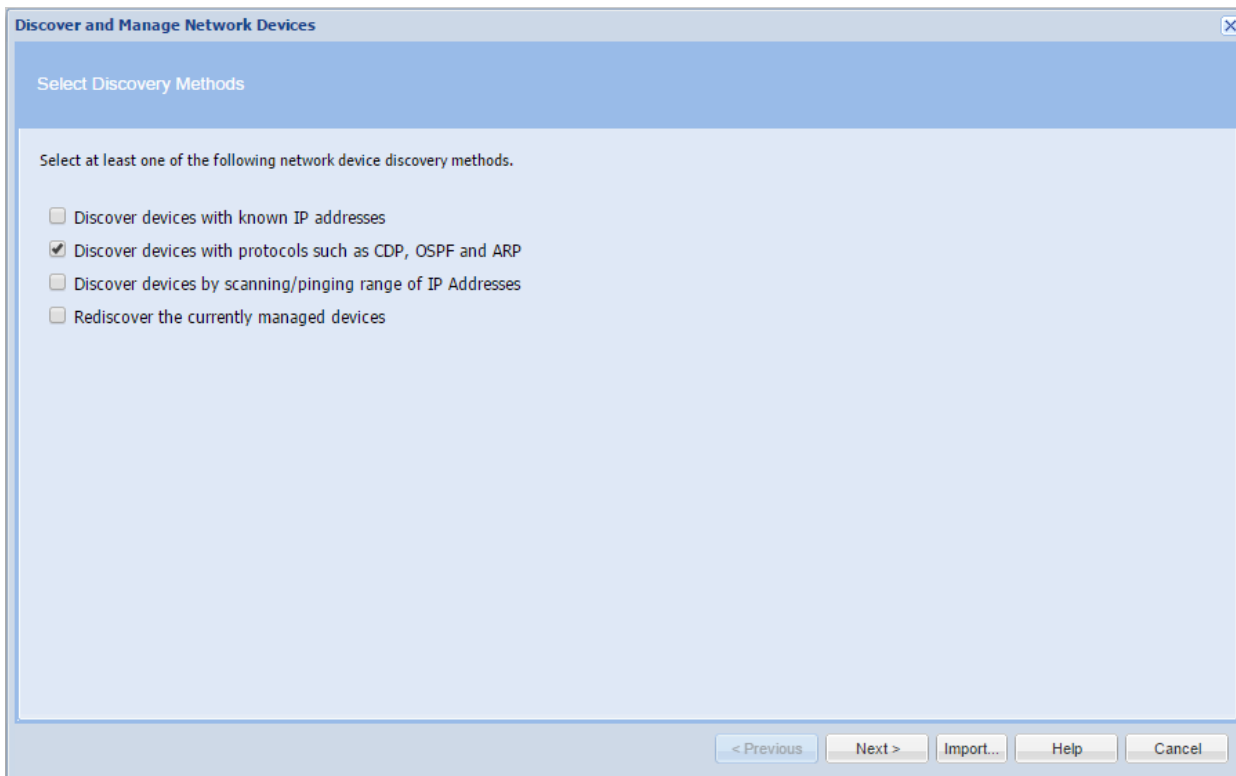 Discover and Manage Network Devices
Select Discovery Methods
Select at least one of the following network device discovery methods.
Discover devices with known IP addresses
Discover devices with protocols such as CDP, OSPF and ARP
Discover devices by scanning/pinging range of IP Addresses
Rediscover the currently managed devices
< Previous Next > Import... Help Cancel